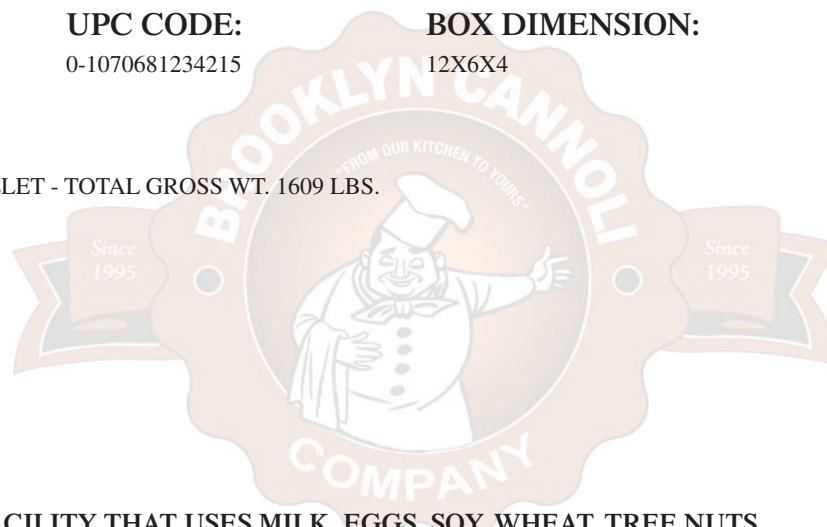 UPC CODE: BOX DIMENSION:
0-1070681234215 12X6X4
BROOKLYN CANNOLI
"FROM OUR KITCHEN TO YOURS"
LET - TOTAL GROSS WT. 1609 LBS.
Since Since
1995 1995
COMPANY
CILITY THAT USES MILK, EGGS, SOY, WHEAT, TREE NUTS